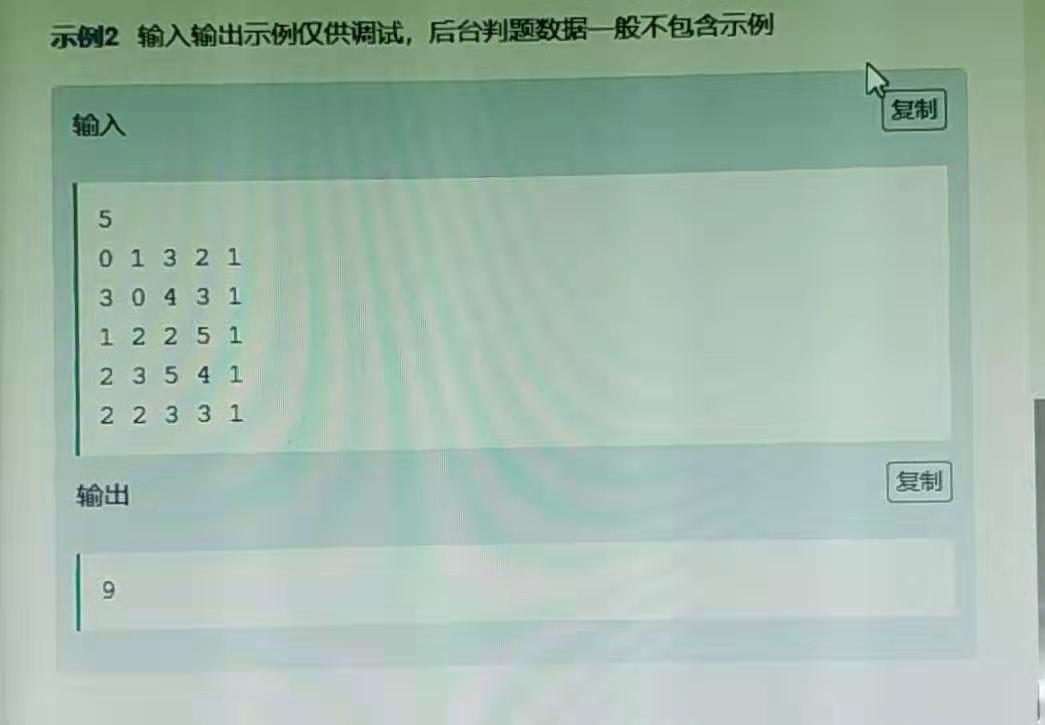 示例2 输入输出示例仅供调试，后台判题数据一般不包含示例
复制
输入
5
0 1 3 2 1
3 0 4 3 1
1 2 2 5 1
2 3 5 4 1
2 2 3 3 1
复制
输出
9